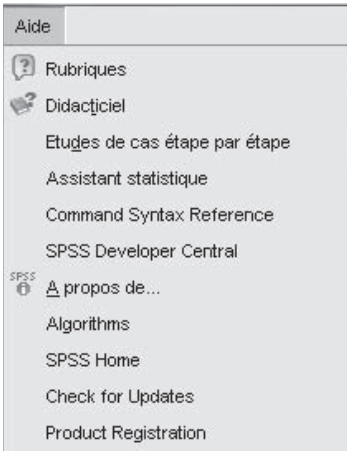 Aide
Rubriques
Didacticiel
Etudes de cas étape par étape
Assistant statistique
Command Syntax Reference
SPSS Developer Central
SPSS
A propos de...
Algorithms
SPSS Home
Check for Updates
Product Registration